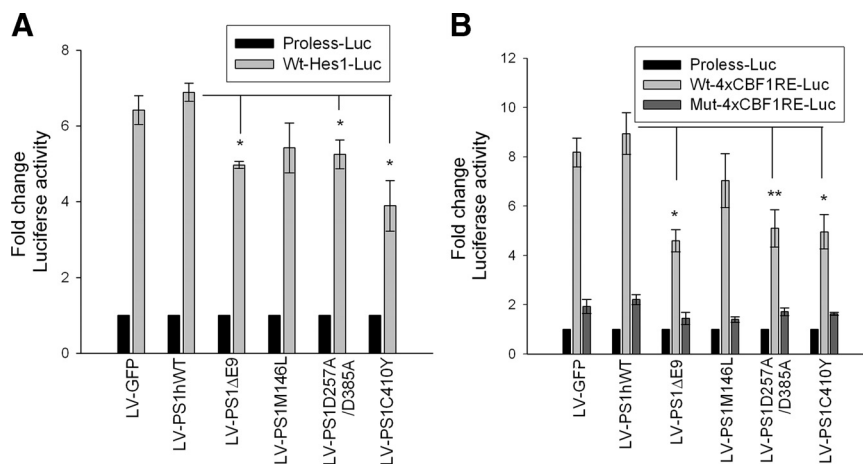 A
Proless-Luc
Wt-Hes1-Luc
Fold change
Luciferse activity
8
6
4
2
0
*
*
*
LV-GFP
LV-PS1hWT
LV-PS1ΔE9
LV-PS1M146L
LV-PS1D257A
/D385A
LV-PS1C410Y
B
Proless-Luc
Wt-4xCBF1RE-Luc
Mut-4xCBF1RE-Luc
Fold change
Luciferase activity
12
10
8
6
4
2
0
*
**
*
LV-GFP
LV-PS1hWT
LV-PS1ΔE9
LV-PS1M146L
LV-PS1D257A
/D385A
LV-PS1C410Y